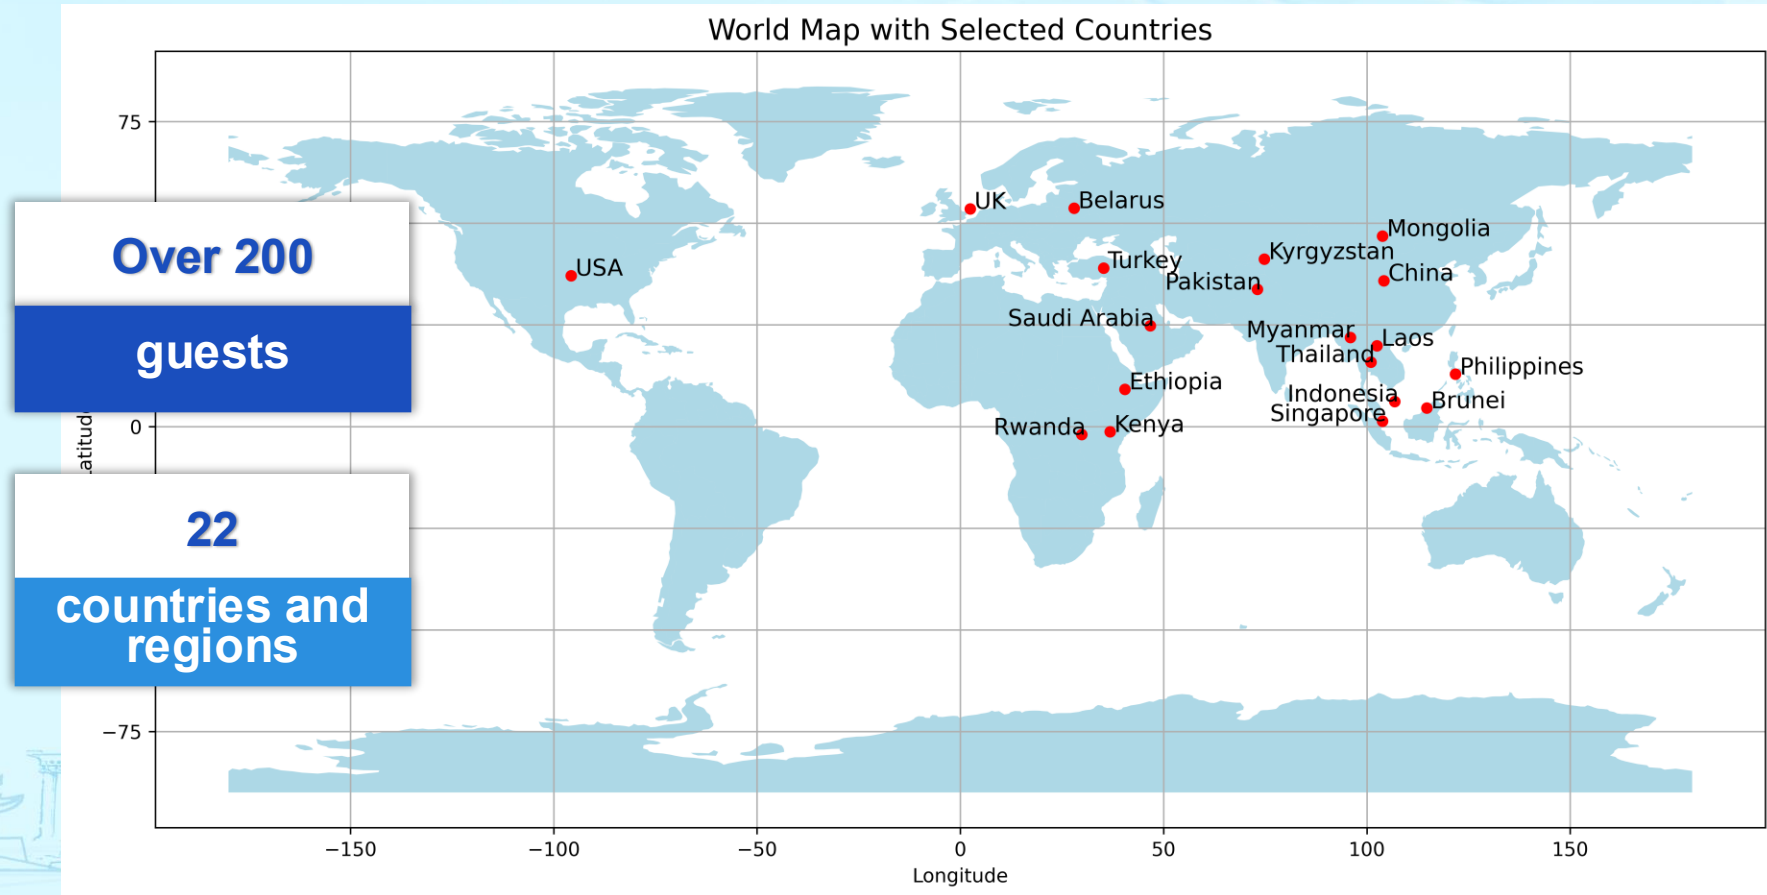 World Map with Selected Countries
75
0
−75
Latitud
−150
−100
−50
0
50
100
150
Longitude
Over 200
guests
22
countries and
regions
UK
Belarus
Mongolia
Kyrgyzstan
USA
Turkey
China
Pakistan
Saudi Arabia
Myanmar
Laos
Thailand
Philippines
Ethiopia
Indonesia
Brunei
Singapore
Rwanda
Kenya